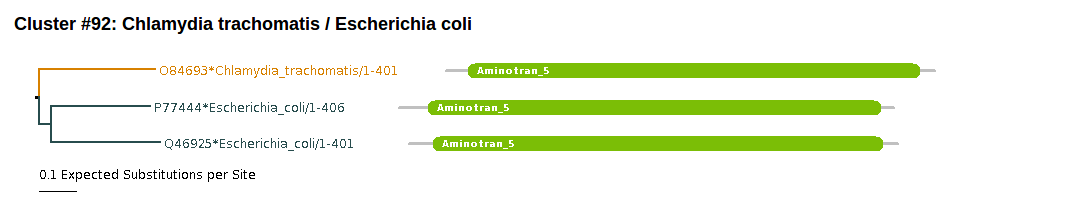 Cluster #92: Chlamydia trachomatis / Escherichia coli
O84693*Chlamydia_trachomatis/1-401 Aminotran_5
P77444*Escherichia_coli/1-406 Aminotran_5
Q46925*Escherichia_coli/1-401 Aminotran_5
0.1 Expected Substitutions per Site